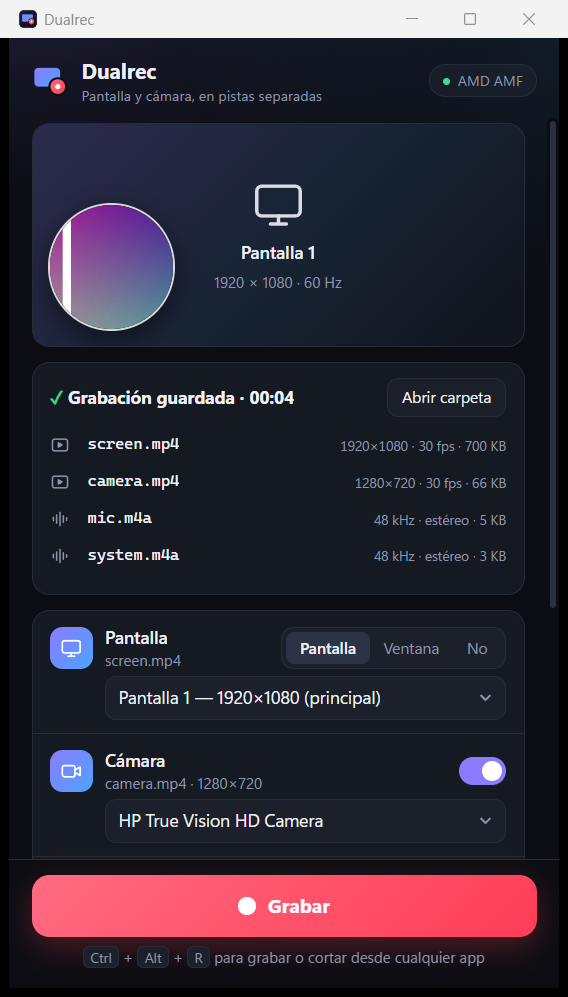 Dualrec
Dualrec
Pantalla y cámara, en pistas separadas
AMD AMF
Pantalla 1
1920 × 1080 · 60 Hz
✓ Grabación guardada · 00:04
Abrir carpeta
screen.mp4
1920×1080 · 30 fps · 700 KB
camera.mp4
1280×720 · 30 fps · 66 KB
mic.m4a
48 kHz · estéreo · 5 KB
system.m4a
48 kHz · estéreo · 3 KB
Pantalla
screen.mp4
Pantalla Ventana No
Pantalla 1 — 1920×1080 (principal)
Cámara
camera.mp4 · 1280×720
HP True Vision HD Camera
Grabar
Ctrl + Alt + R para grabar o cortar desde cualquier app